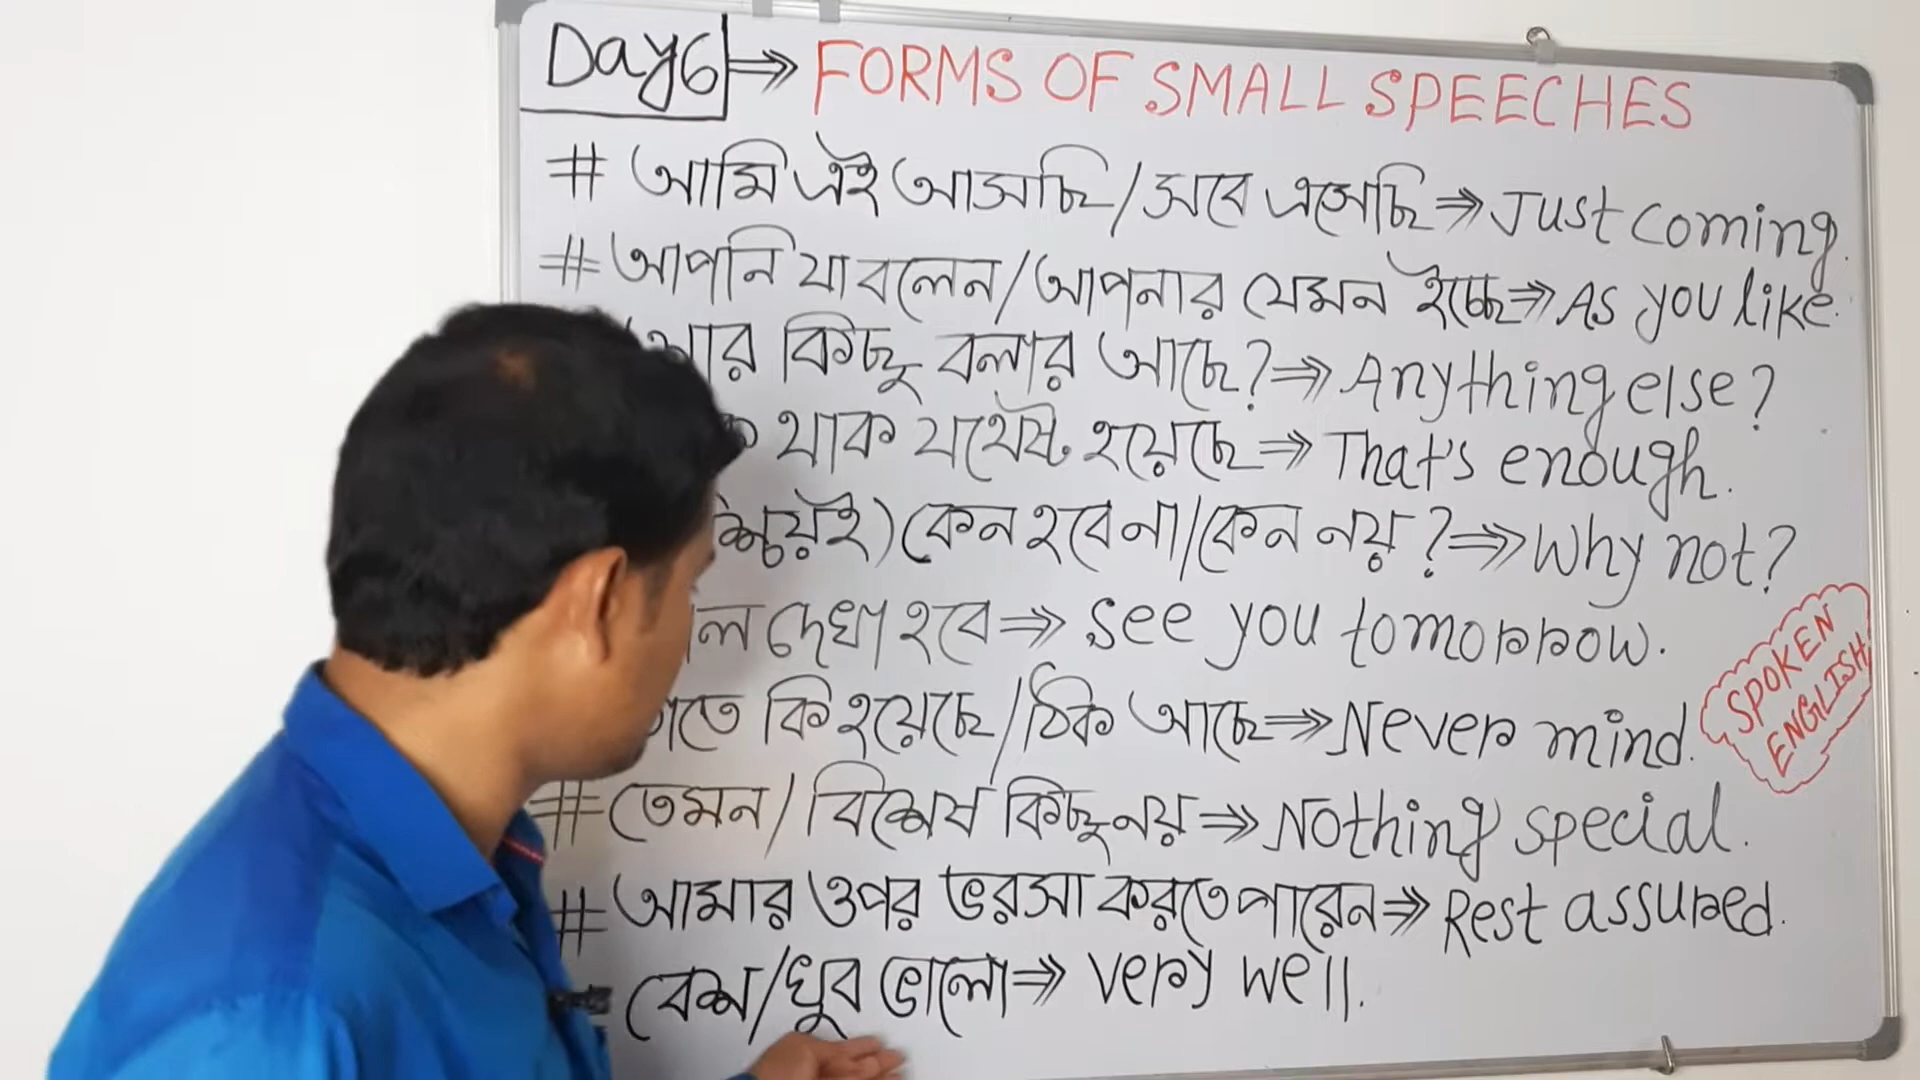 Day6 ⇒ FORMS OF SMALL SPEECHES
# আমি এই আসছি/সবে এসেছি ⇒ Just coming.
# আপনি যা বলেন/আপনার যেমন ইচ্ছে ⇒ As you like.
কিছু বলার আছে? ⇒ Anything else?
থাক যথেষ্ট হয়েছে ⇒ That's enough.
কেন হবে না/কেন নয়? ⇒ Why not?
দেখা হবে ⇒ See you tomorrow.
কি হয়েছে/ঠিক আছে ⇒ Never mind.
# তেমন/বিশেষ কিছু নয় ⇒ Nothing special.
# আমার ওপর ভরসা করতে পারেন ⇒ Rest assured.
বেশ/খুব ভালো ⇒ Very well.
SPOKEN
ENGLISH